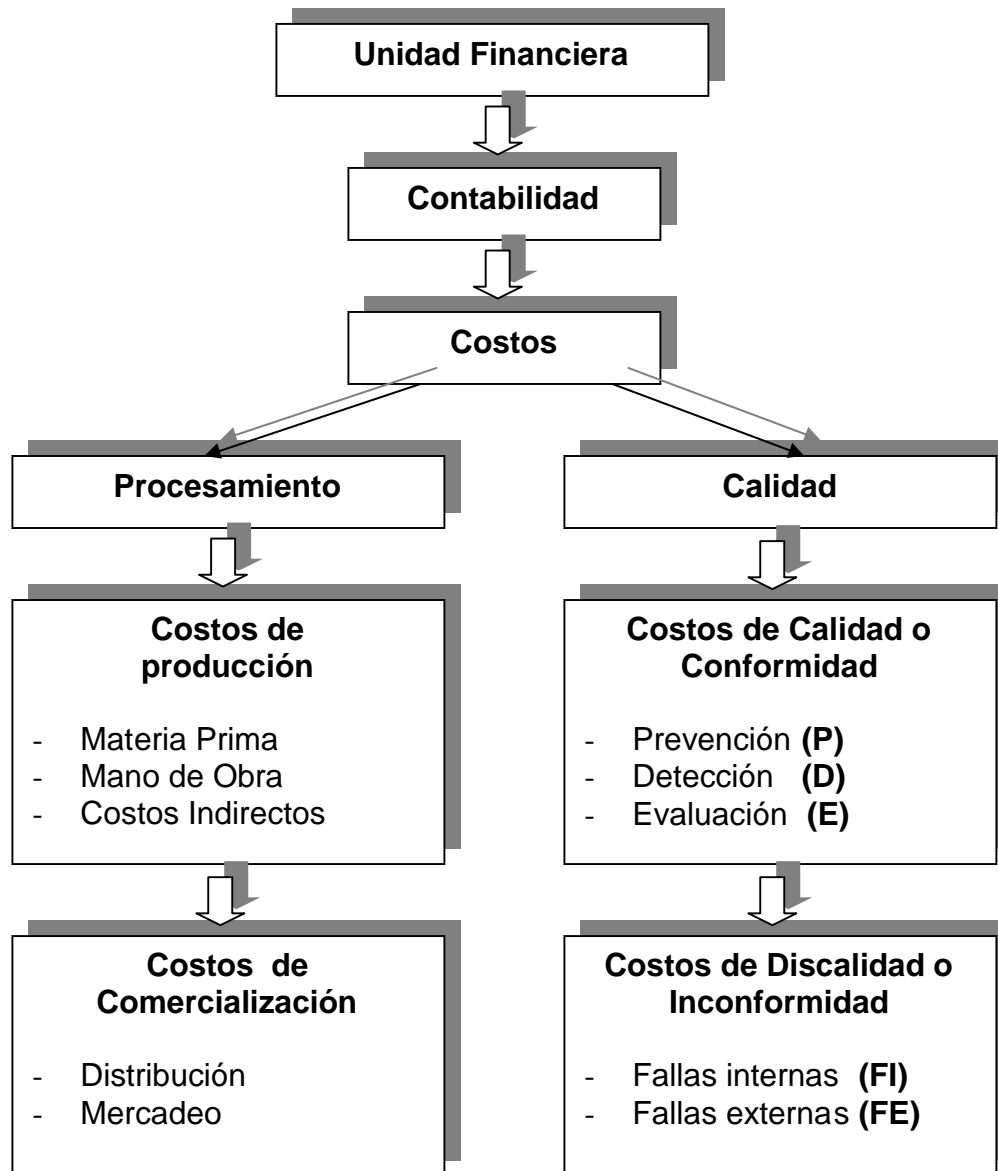 Unidad Financiera
Contabilidad
Costos
Procesamiento
Costos de
producción
- Materia Prima
- Mano de Obra
- Costos Indirectos
Costos de
Comercialización
- Distribución
- Mercadeo
Calidad
Costos de Calidad o
Conformidad
- Prevención (P)
- Detección (D)
- Evaluación (E)
Costos de Discalidad o
Inconformidad
- Fallas internas (FI)
- Fallas externas (FE)